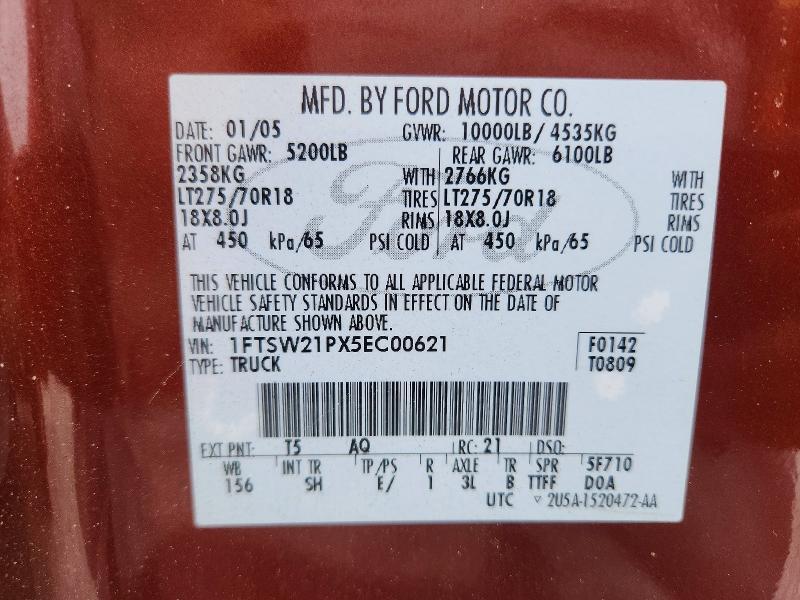 MFD. BY FORD MOTOR CO.
DATE: 01/05 GVWR: 10000LB/ 4535KG
FRONT GAWR: 5200LB REAR GAWR: 6100LB
2358KG WITH 2766KG WITH
LT275/70R18 TIRES LT275/70R18 TIRES
18X8.0J RIMS 18X8.0J RIMS
AT 450 kPa/65 PSI COLD AT 450 kPa/65 PSI COLD
Ford
THIS VEHICLE CONFORMS TO ALL APPLICABLE FEDERAL MOTOR
VEHICLE SAFETY STANDARDS IN EFFECT ON THE DATE OF
MANUFACTURE SHOWN ABOVE.
VIN: 1FTSW21PX5EC00621 F0142
TYPE: TRUCK T0809
EXT PNT: T5 AQ RC: 21 DSO:
WB INT TR TP/PS R AXLE TR SPR 5F710
156 SH E/ 1 3L B TTFF DOA
UTC ▽ 2U5A-1520472-AA